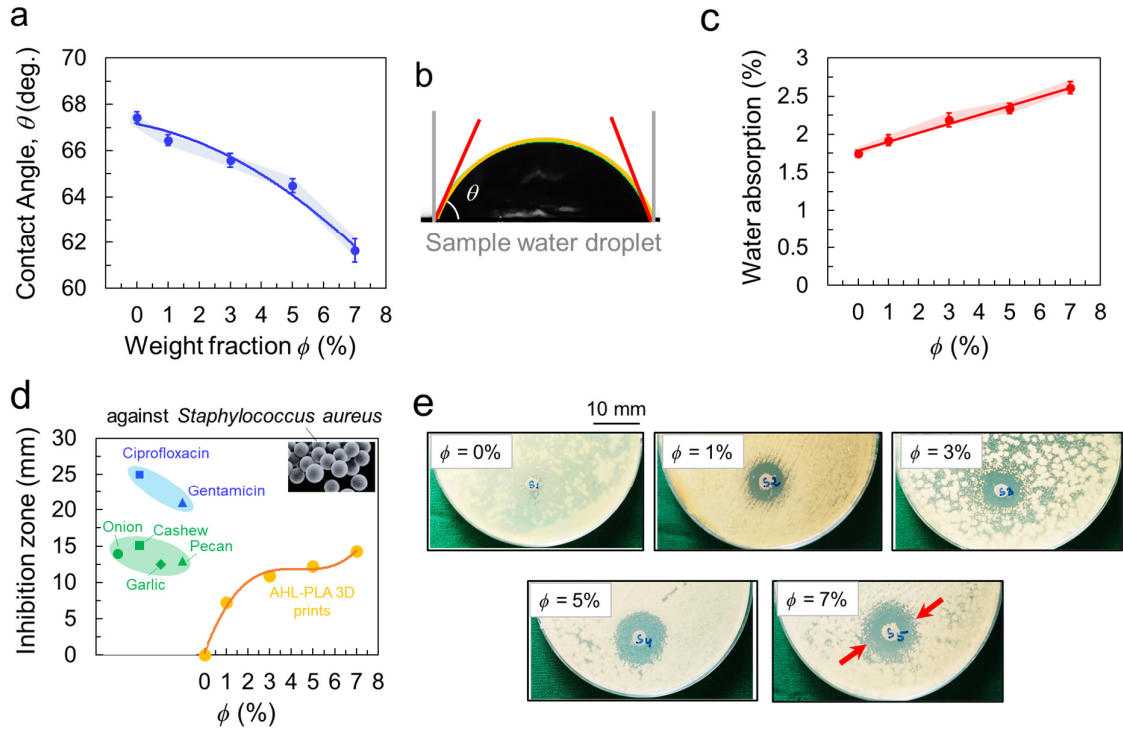 a
Contact Angle, θ (deg.)
70
68
66
64
62
60
0 1 2 3 4 5 6 7 8
Weight fraction ϕ (%)
b
θ
Sample water droplet
c
Water absorption (%)
3
2.5
2
1.5
1
0.5
0
0 1 2 3 4 5 6 7 8
ϕ (%)
d
against Staphylococcus aureus
Inhibition zone (mm)
30
25
20
15
10
5
0
Ciprofloxacin
Gentamicin
Onion
Cashew
Pecan
Garlic
AHL-PLA 3D
prints
0 1 2 3 4 5 6 7 8
ϕ (%)
e
10 mm
ϕ = 0%
S1
ϕ = 1%
S2
ϕ = 3%
S3
ϕ = 5%
S4
ϕ = 7%
S5